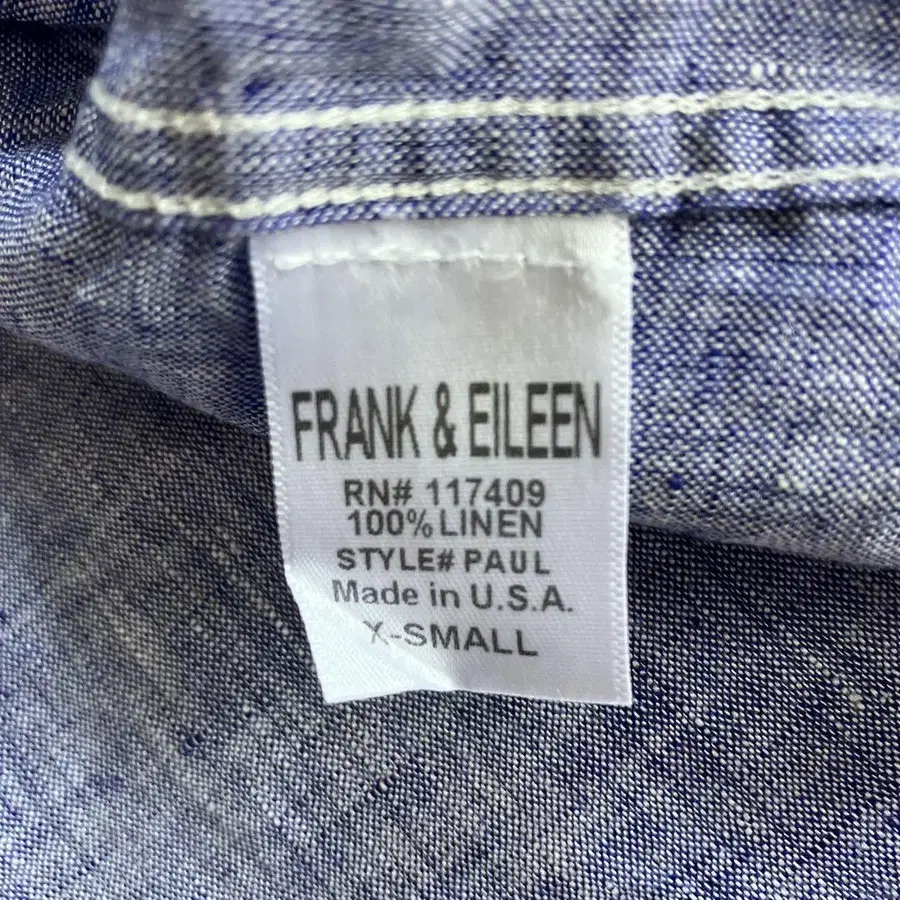 FRANK & EILEEN
RN# 117409
100% LINEN
STYLE# PAUL
Made in U.S.A.
X-SMALL